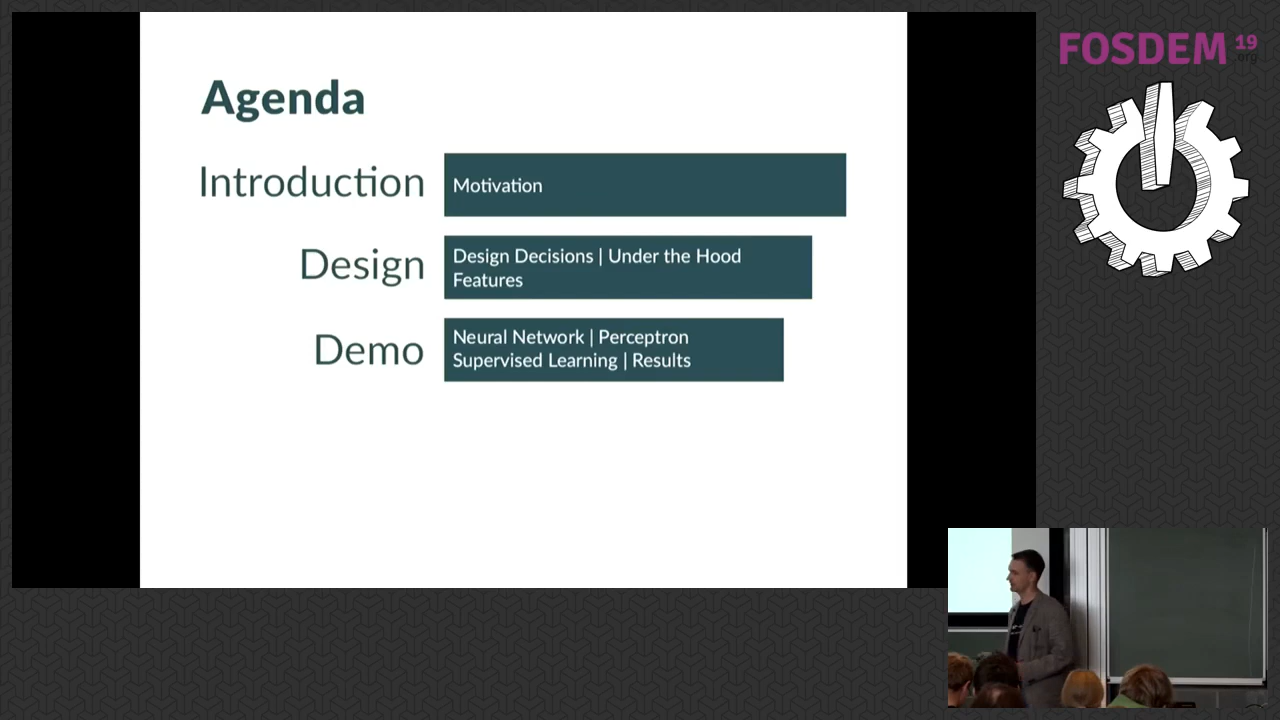 Agenda
Introduction
Motivation
Design
Design Decisions | Under the Hood
Features
Demo
Neural Network | Perceptron
Supervised Learning | Results
FOSDEM 19
.org